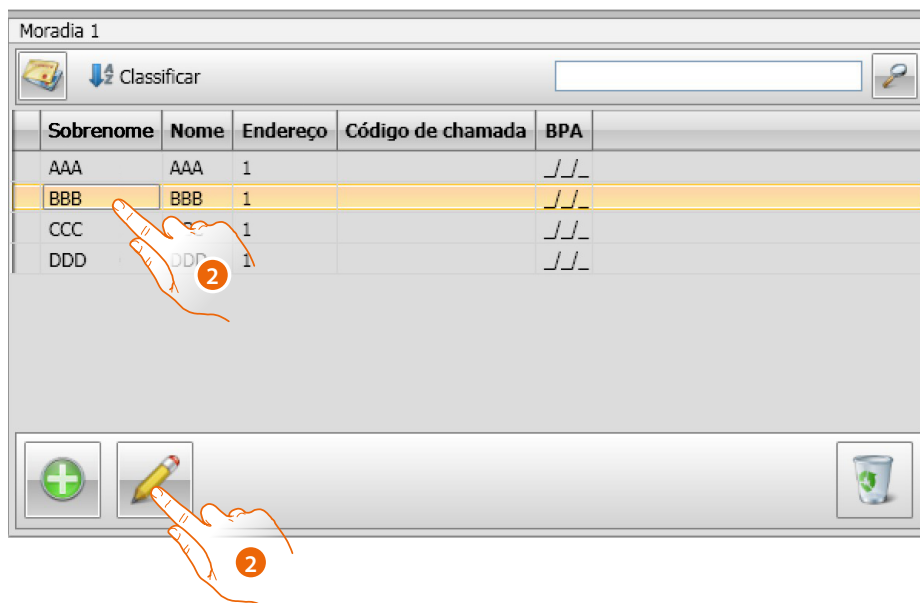 Moradia 1
Classificar
Sobrenome Nome Endereço Código de chamada BPA
AAA AAA 1 _/_/_
BBB BBB 1 _/_/_
CCC 1 _/_/_
DDD DDD 1 _/_/_
2
2